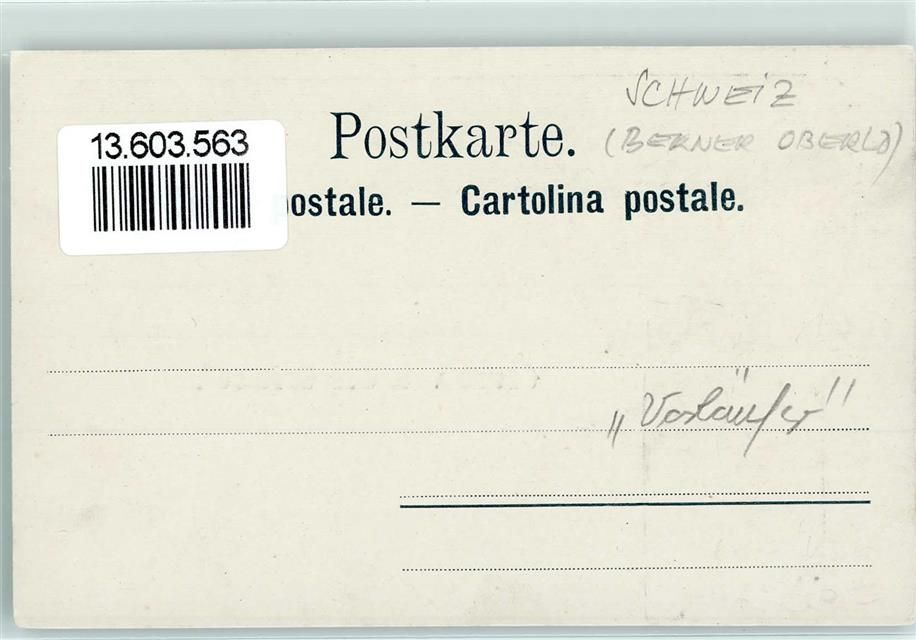 SCHWEIZ
13.603.563
Postkarte. (BERNER OBERLD)
postale. — Cartolina postale.
„Vorläufer"